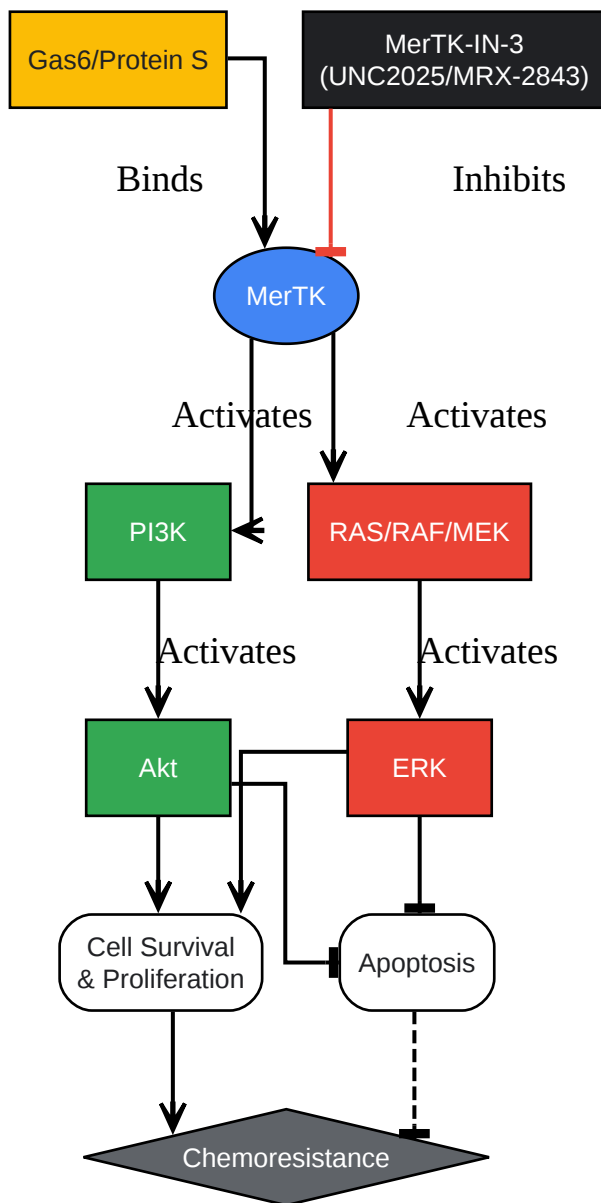 Gas6/Protein S
MerTK-IN-3
(UNC2025/MRX-2843)
Binds
Inhibits
MerTK
Activates
Activates
PI3K
RAS/RAF/MEK
Activates
Activates
Akt
ERK
Cell Survival
& Proliferation
Apoptosis
Chemoresistance